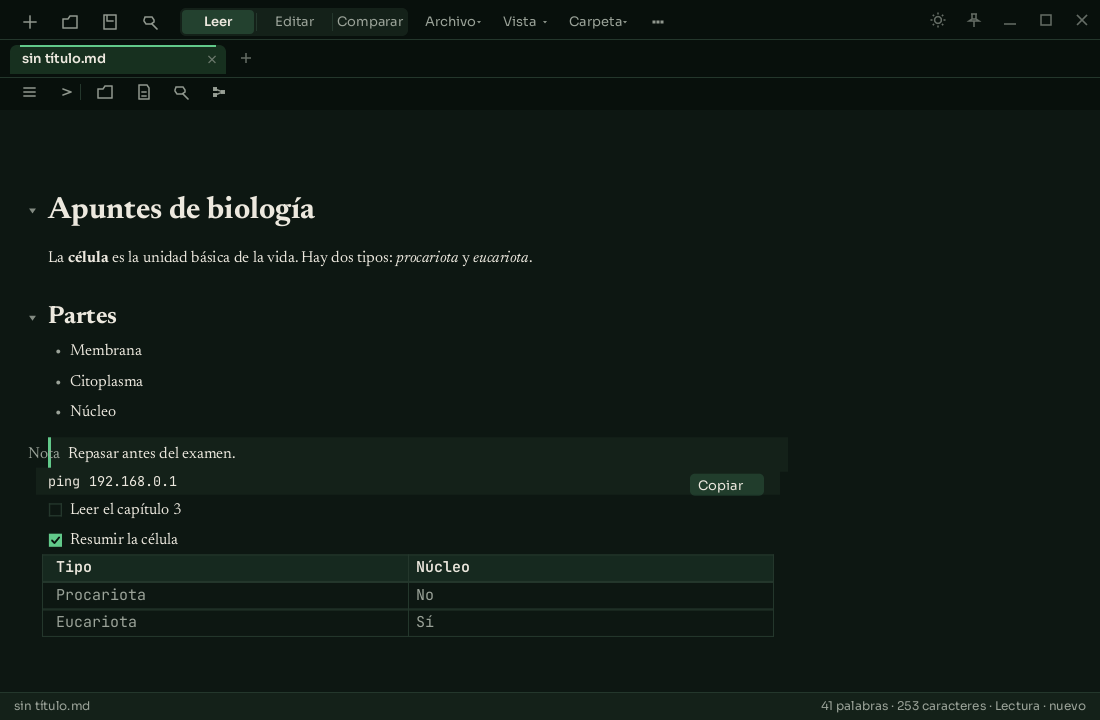 Leer Editar Comparar Archivo Vista Carpeta
sin título.md
Apuntes de biología
La célula es la unidad básica de la vida. Hay dos tipos: procariota y eucariota.
Partes
• Membrana
• Citoplasma
• Núcleo
Nota Repasar antes del examen.
ping 192.168.0.1 Copiar
Leer el capítulo 3
Resumir la célula
Tipo Núcleo
Procariota No
Eucariota Sí
sin título.md 41 palabras · 253 caracteres · Lectura · nuevo